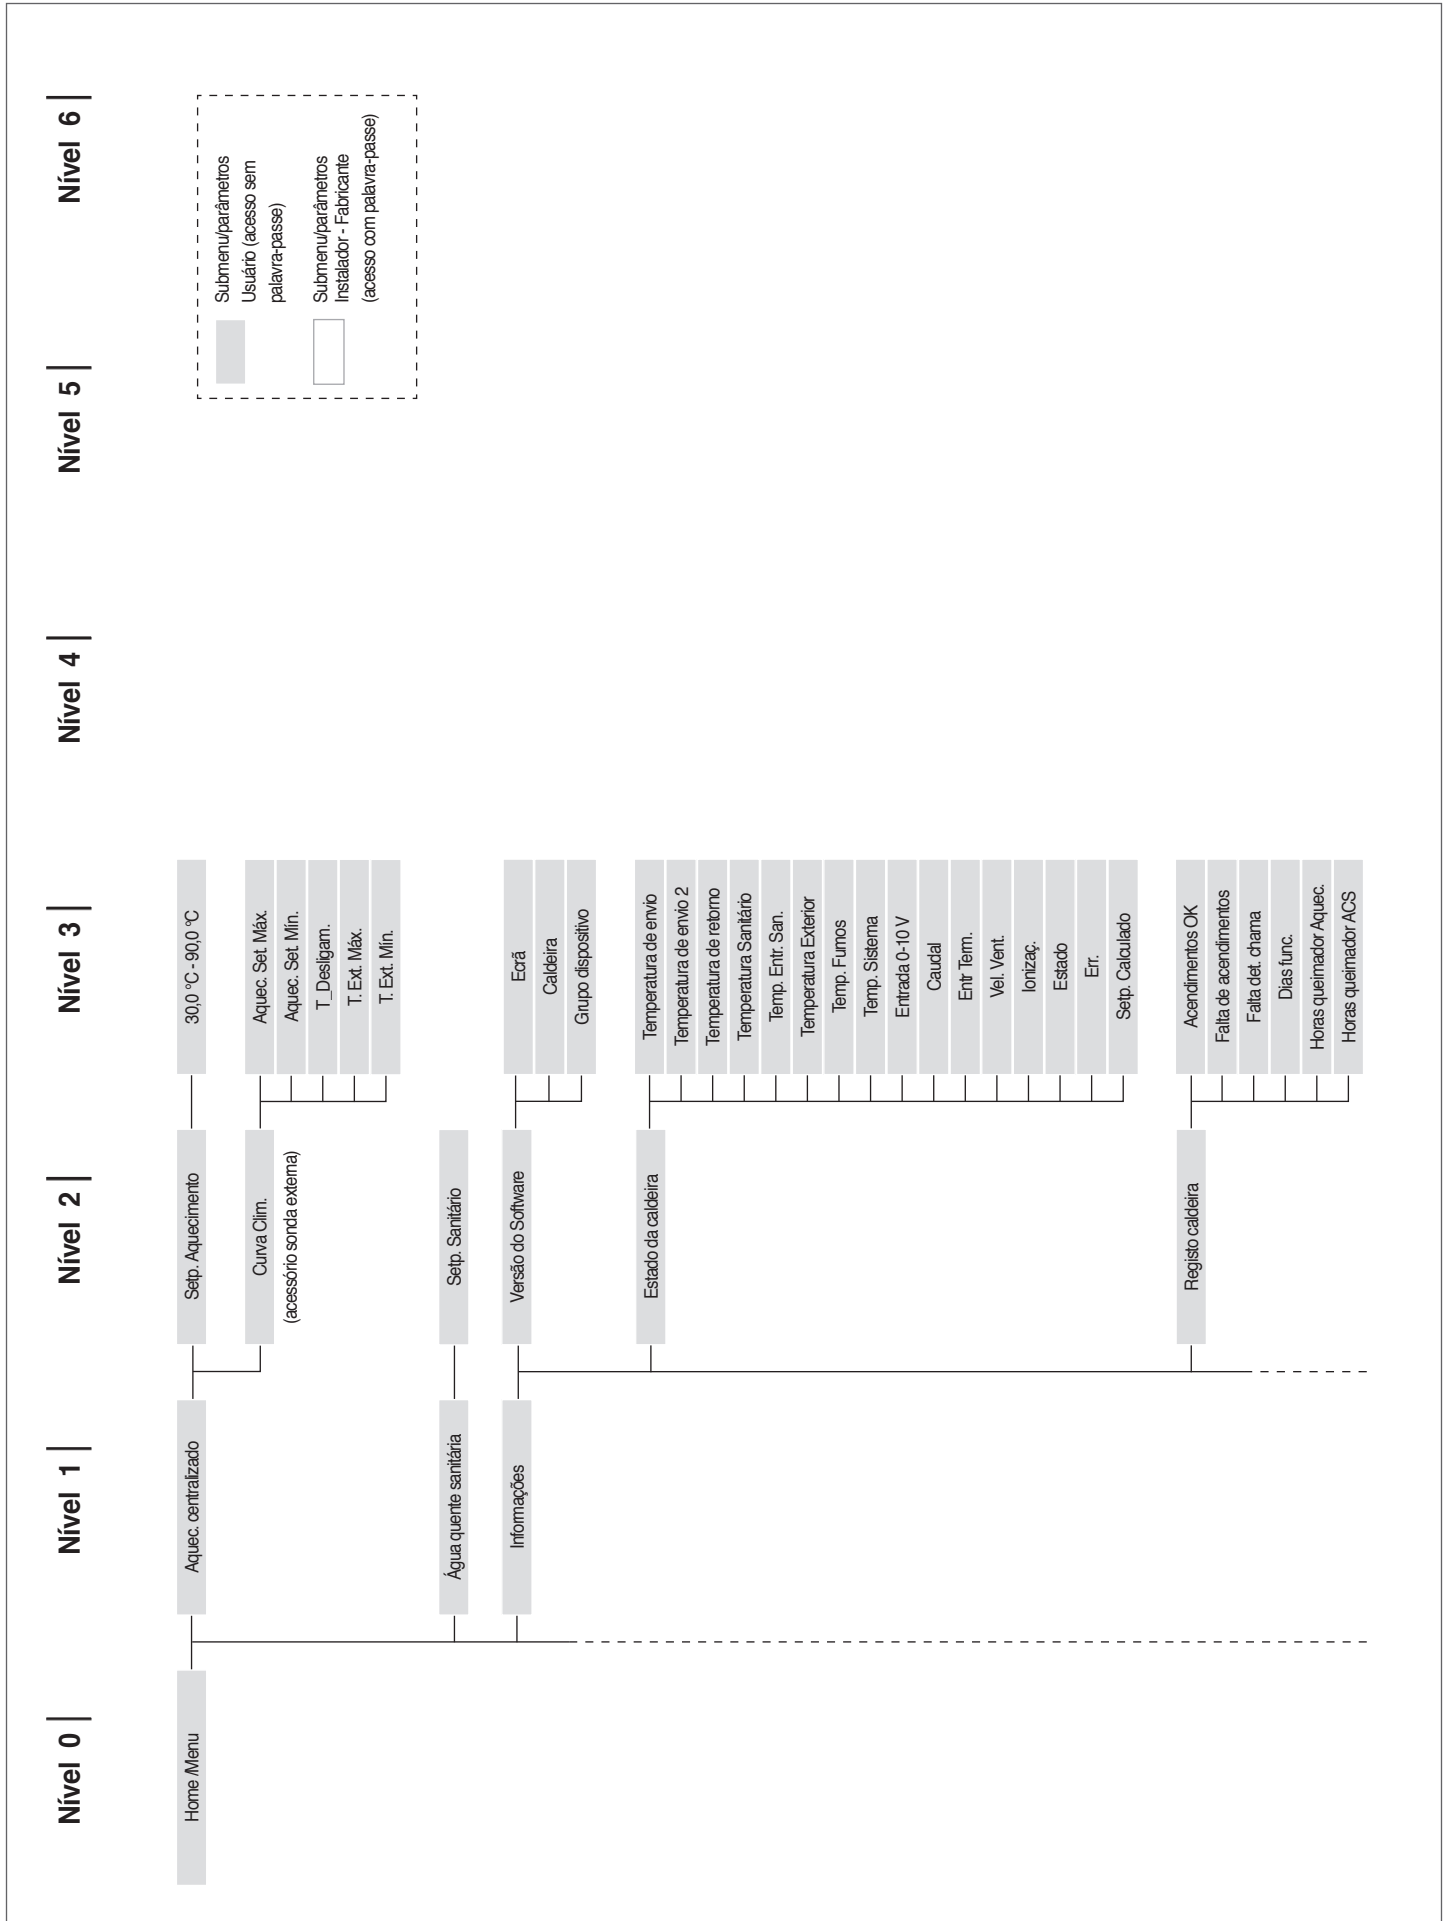 Nível 0
Nível 1
Nível 2
Nível 3
Nível 4
Nível 5
Nível 6
Home /Menu
Aquec. centralizado
Setp. Aquecimento
30,0 °C - 90,0 °C
Curva Clim.
(acessório sonda externa)
Aquec. Set. Máx.
Aquec. Set. Mín.
T_Desligam.
T. Ext. Máx.
T. Ext. Mín.
Água quente sanitária
Setp. Sanitário
Informações
Versão do Software
Ecrã
Caldeira
Grupo dispositivo
Estado da caldeira
Temperatura de envio
Temperatura de envio 2
Temperatura de retorno
Temperatura Sanitário
Temp. Entr. San.
Temperatura Exterior
Temp. Fumos
Temp. Sistema
Entrada 0-10 V
Caudal
Entr Term.
Vel. Vent.
Ionizaç.
Estado
Err.
Setp. Calculado
Registo caldeira
Acendimentos OK
Falta de acendimentos
Falta det. chama
Dias func.
Horas queimador Aquec.
Horas queimador ACS
Submenu/parâmetros
Usuário (acesso sem
palavra-passe)
Submenu/parâmetros
Instalador - Fabricante
(acesso com palavra-passe)